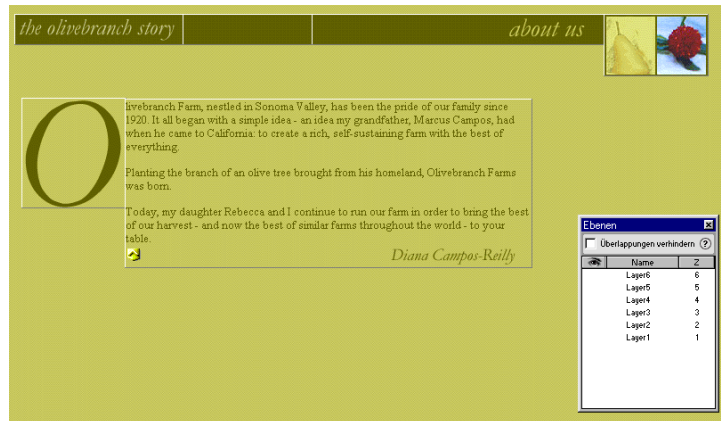 the olivebranch story
about us
Olivebranch Farm, nestled in Sonoma Valley, has been the pride of our family since
1920. It all began with a simple idea - an idea my grandfather, Marcus Campos, had
when he came to California: to create a rich, self-sustaining farm with the best of
everything.
Planting the branch of an olive tree brought from his homeland, Olivebranch Farms
was born.
Today, my daughter Rebecca and I continue to run our farm in order to bring the best
of our harvest - and now the best of similar farms throughout the world - to your
table.
Diana Campos-Reilly
Ebenen
Überlappungen verhindern ?
Name Z
Layer6 6
Layer5 5
Layer4 4
Layer3 3
Layer2 2
Layer1 1